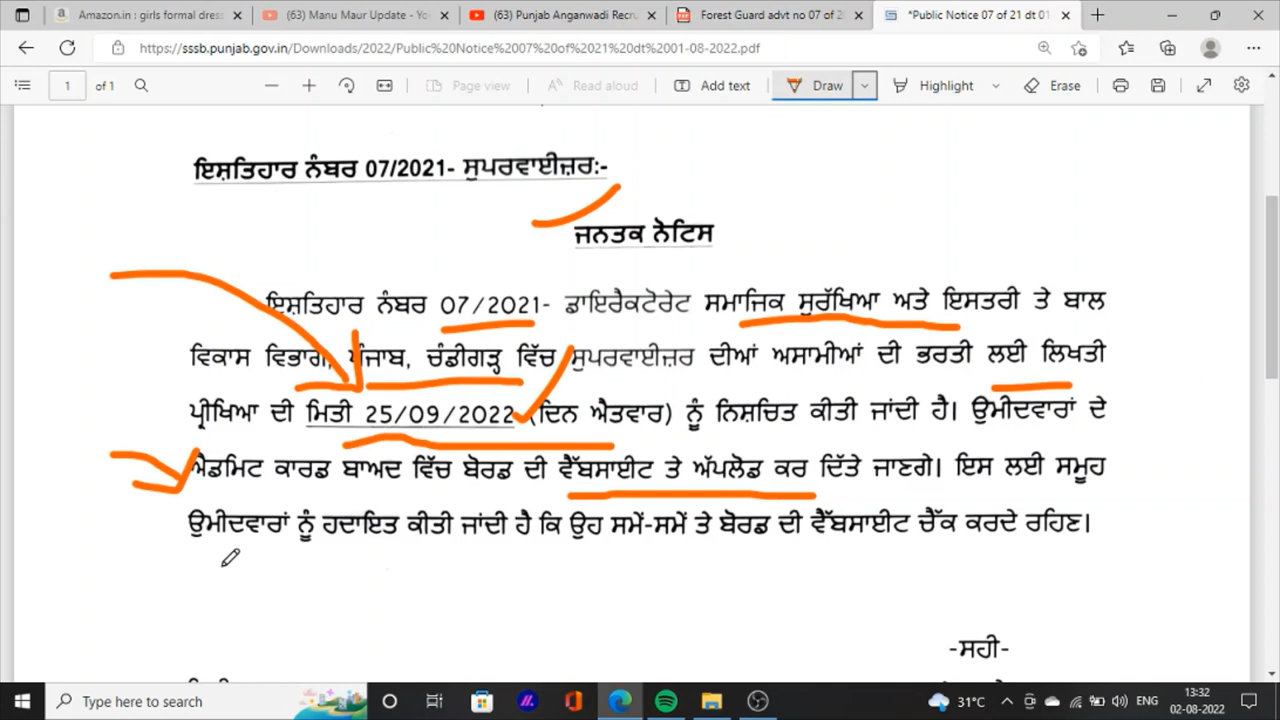 Amazon.in : girls formal dres
(63) Manu Maur Update - Yo
(63) Punjab Anganwadi Recru
Forest Guard advt no 07 of 2
*Public Notice 07 of 21 dt 01
https://sssb.punjab.gov.in/Downloads/2022/Public%20Notice%2007%20of%2021%20dt%2001-08-2022.pdf
1 of 1
Page view
Read aloud
Add text
Draw
Highlight
Erase
ਇਸ਼ਤਿਹਾਰ ਨੰਬਰ 07/2021- ਸੁਪਰਵਾਈਜ਼ਰ:-
ਜਨਤਕ ਨੋਟਿਸ
ਇਸ਼ਤਿਹਾਰ ਨੰਬਰ 07/2021- ਡਾਇਰੈਕਟੋਰੇਟ ਸਮਾਜਿਕ ਸੁਰੱਖਿਆ ਅਤੇ ਇਸਤਰੀ ਤੇ ਬਾਲ
ਵਿਕਾਸ ਵਿਭਾਗ, ਪੰਜਾਬ, ਚੰਡੀਗੜ੍ਹ ਵਿੱਚ ਸੁਪਰਵਾਈਜ਼ਰ ਦੀਆਂ ਅਸਾਮੀਆਂ ਦੀ ਭਰਤੀ ਲਈ ਲਿਖਤੀ
ਪ੍ਰੀਖਿਆ ਦੀ ਮਿਤੀ 25/09/2022 (ਦਿਨ ਐਤਵਾਰ) ਨੂੰ ਨਿਸ਼ਚਿਤ ਕੀਤੀ ਜਾਂਦੀ ਹੈ। ਉਮੀਦਵਾਰਾਂ ਦੇ
ਐਡਮਿਟ ਕਾਰਡ ਬਾਅਦ ਵਿੱਚ ਬੋਰਡ ਦੀ ਵੈੱਬਸਾਈਟ ਤੇ ਅੱਪਲੋਡ ਕਰ ਦਿੱਤੇ ਜਾਣਗੇ। ਇਸ ਲਈ ਸਮੂਹ
ਉਮੀਦਵਾਰਾਂ ਨੂੰ ਹਦਾਇਤ ਕੀਤੀ ਜਾਂਦੀ ਹੈ ਕਿ ਉਹ ਸਮੇਂ-ਸਮੇਂ ਤੇ ਬੋਰਡ ਦੀ ਵੈੱਬਸਾਈਟ ਚੈੱਕ ਕਰਦੇ ਰਹਿਣ।
-ਸਹੀ-
Type here to search
31°C
ENG
13:32
02-08-2022